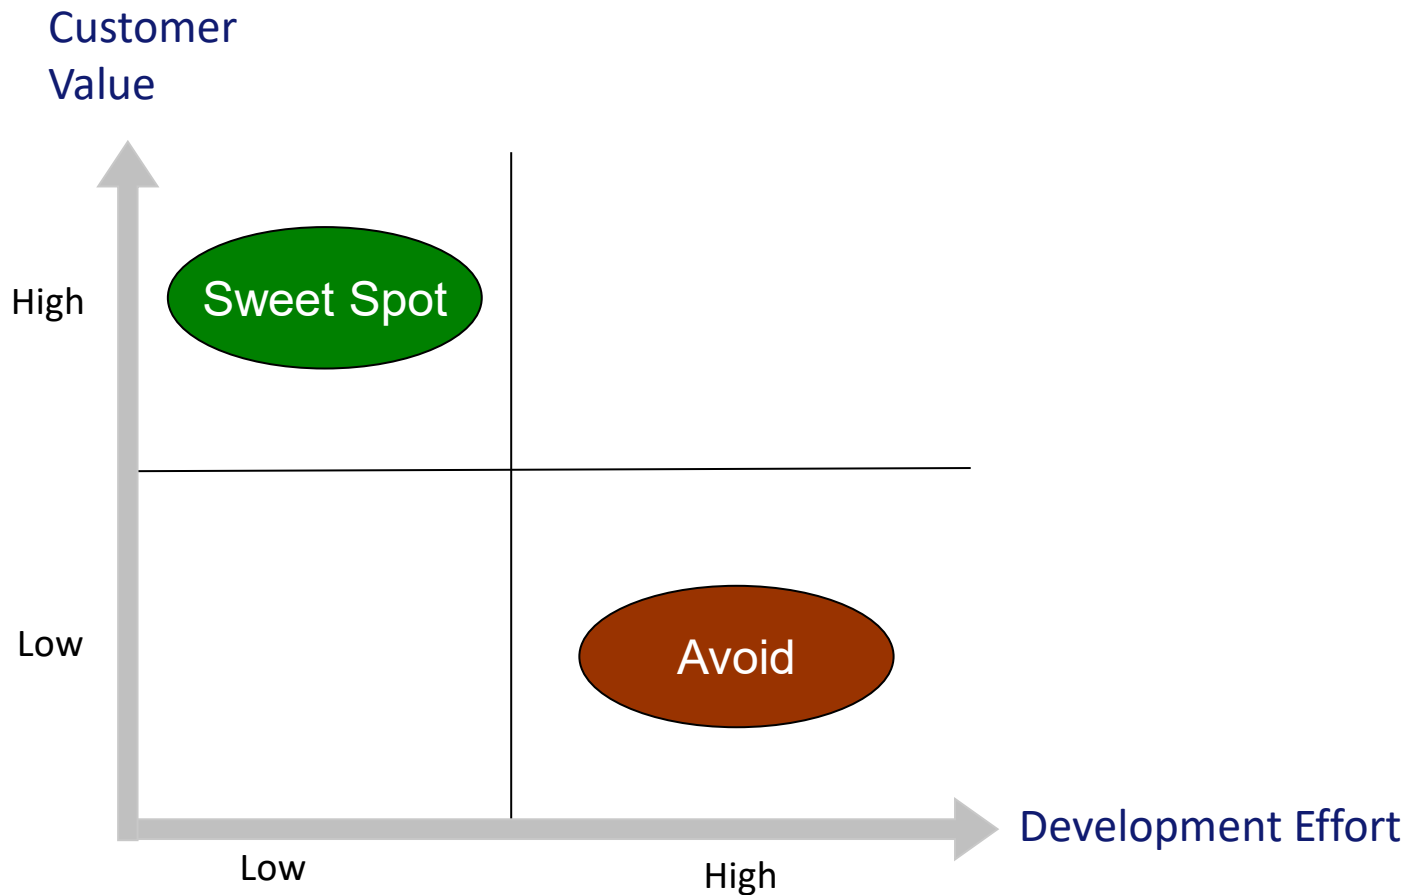 Customer
Value
High
Sweet Spot
Low
Avoid
Development Effort
Low
High